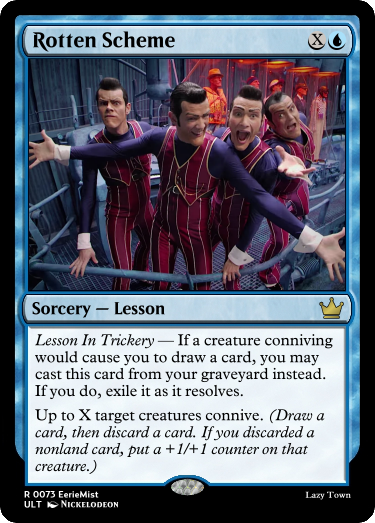 Rotten Scheme
X
Sorcery — Lesson
Lesson In Trickery — If a creature conniving
would cause you to draw a card, you may
cast this card from your graveyard instead.
If you do, exile it as it resolves.
Up to X target creatures connive. (Draw a
card, then discard a card. If you discarded a
nonland card, put a +1/+1 counter on that
creature.)
R 0073 EerieMist
Lazy Town
ULT Nickelodeon